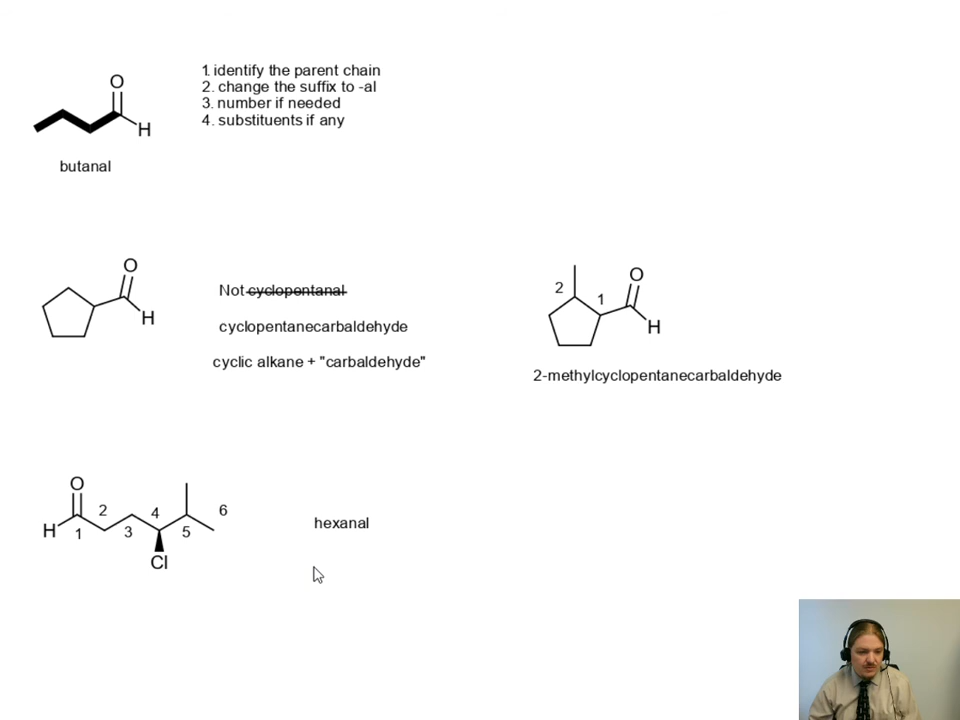 1. identify the parent chain
2. change the suffix to -al
3. number if needed
4. substituents if any
O
H
butanal
O
H
Not cyclopentanal
cyclopentanecarbaldehyde
cyclic alkane + "carbaldehyde"
2
1
O
H
2-methylcyclopentanecarbaldehyde
O
H
1
2
3
4
5
6
Cl
hexanal